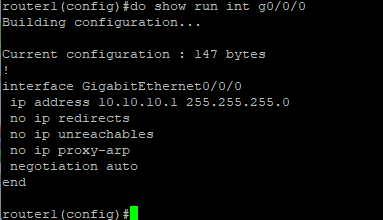 router1(config)#do show run int g0/0/0
Building configuration...
Current configuration : 147 bytes
!
interface GigabitEthernet0/0/0
ip address 10.10.10.1 255.255.255.0
no ip redirects
no ip unreachables
no ip proxy-arp
negotiation auto
end
router1(config)#